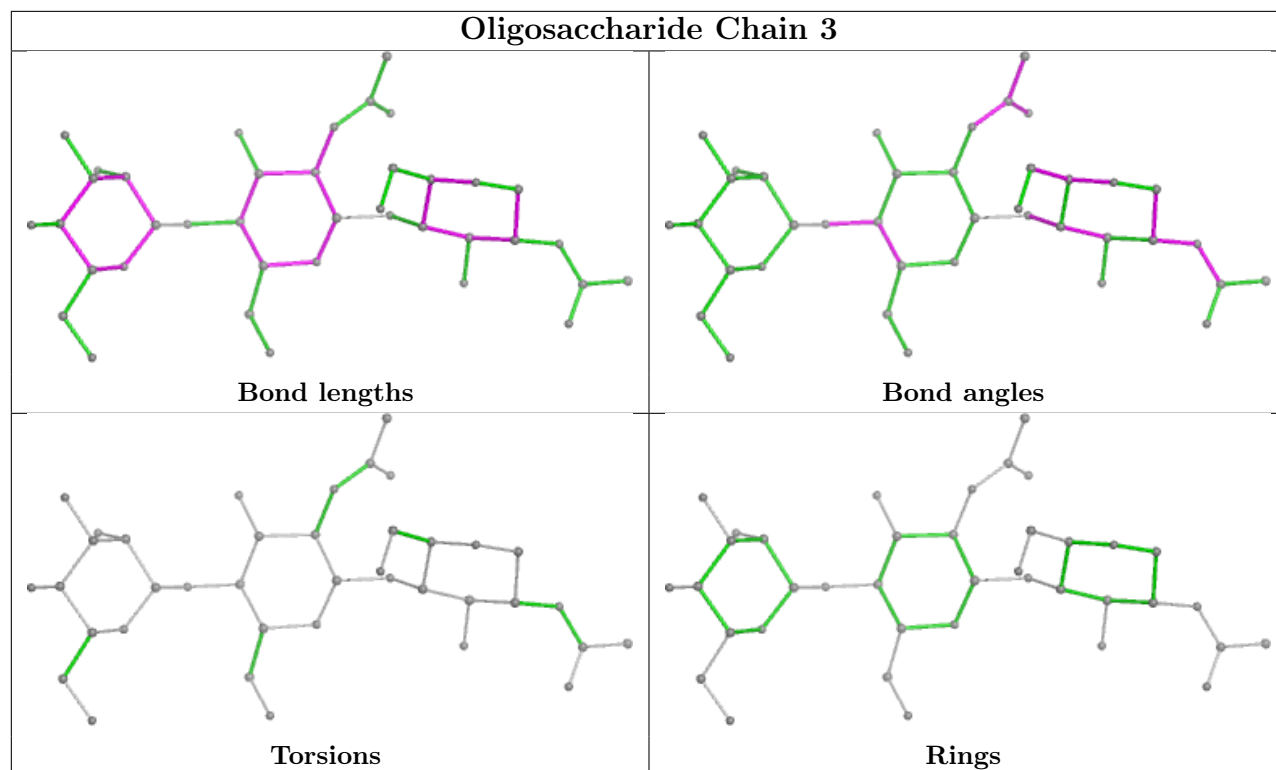 Oligosaccharide Chain 3
Bond lengths
Bond angles
Torsions
Rings